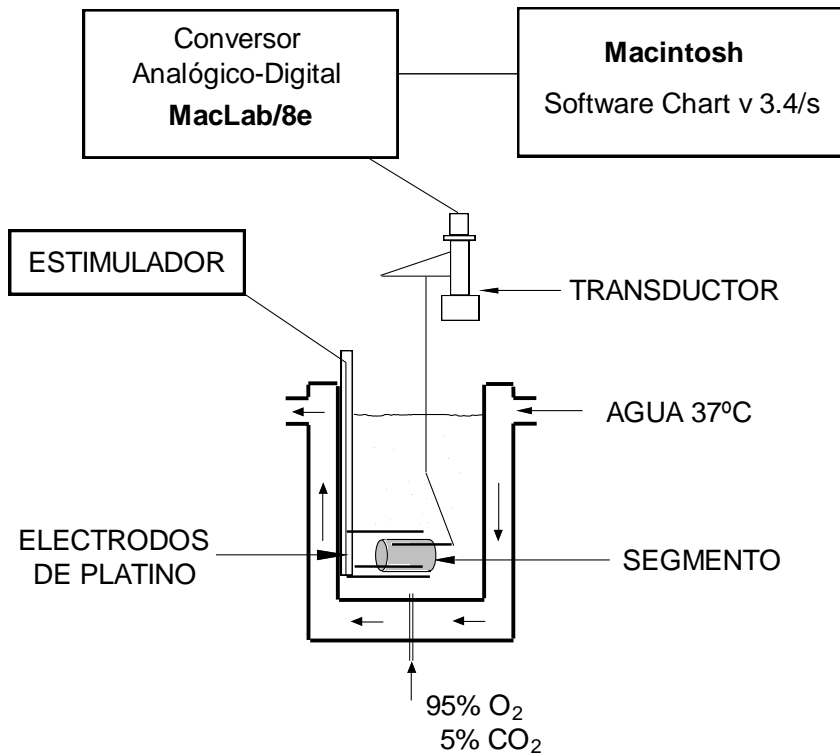 Conversor
Analógico-Digital
MacLab/8e
Macintosh
Software Chart v 3.4/s
ESTIMULADOR
TRANSDUCTOR
AGUA 37ºC
ELECTRODOS
DE PLATINO
SEGMENTO
95% O₂
5% CO₂